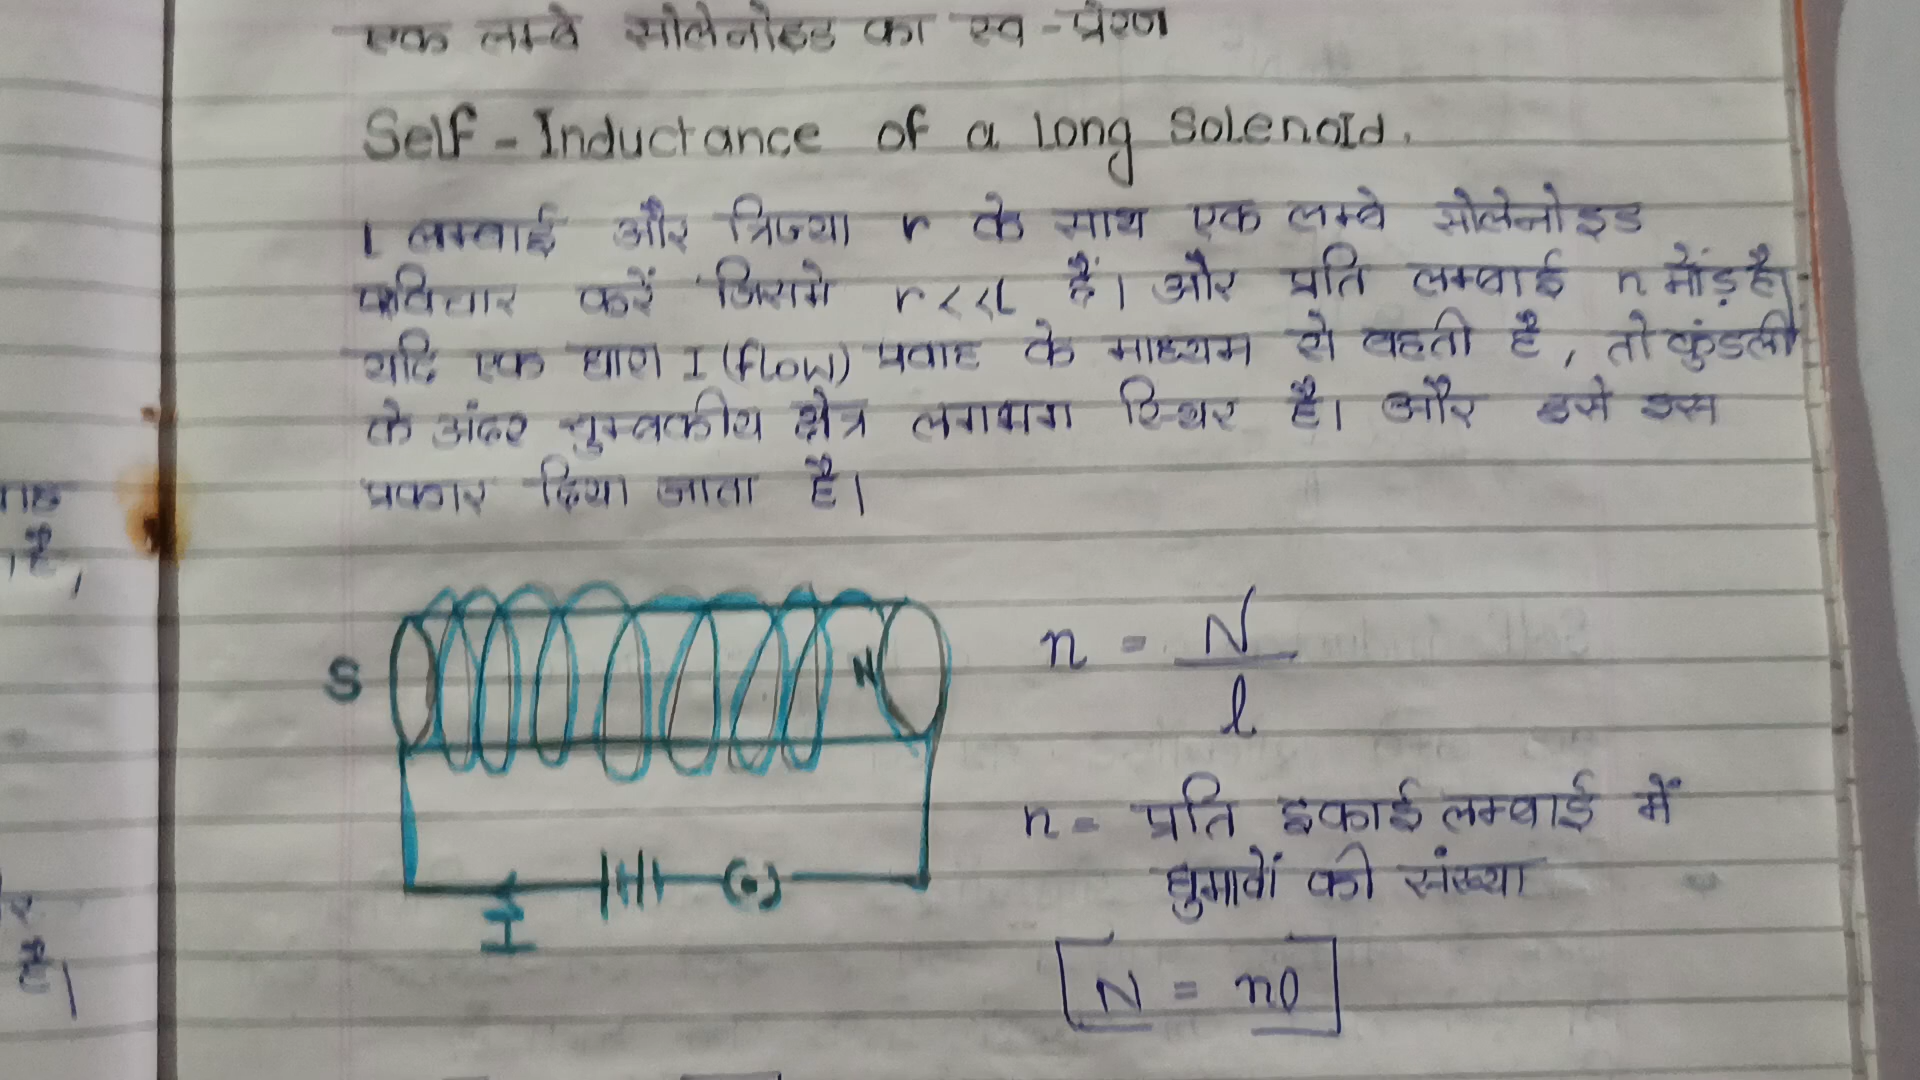 एक लम्बे सोलेनोइड का स्व-प्रेरण
Self-Inductance of a long Solenoid.
l लम्बाई और त्रिज्या r के साथ एक लम्बे सोलेनोइड
विचार करें जिसमे r<<l हैं। और प्रति लम्बाई n मोंड़ है।
यदि एक धारा I (flow) प्रवाह के माध्यम से बहती है, तो कुंडली
के अंदर चुम्बकीय क्षेत्र लगभग स्थिर है। और इसे इस
प्रकार दिया जाता है।
S N
I
n = N
l
n = प्रति इकाई लम्बाई में
घुमावों की संख्या
N = nl
है,
र
है।